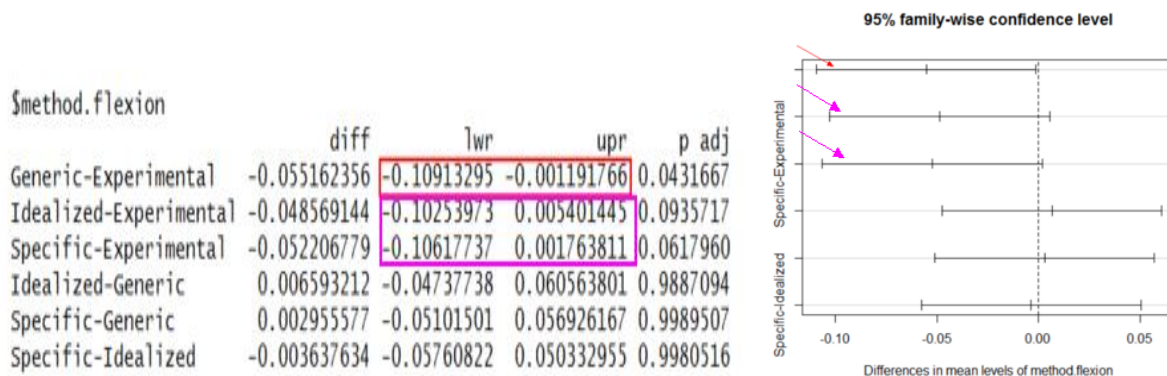 $method.flexion
diff lwr upr p adj
Generic-Experimental -0.055162356 -0.10913295 -0.001191766 0.0431667
Idealized-Experimental -0.048569144 -0.10253973 0.005401445 0.0935717
Specific-Experimental -0.052206779 -0.10617737 0.001763811 0.0617960
Idealized-Generic 0.006593212 -0.04737738 0.060563801 0.9887094
Specific-Generic 0.002955577 -0.05101501 0.056926167 0.9989507
Specific-Idealized -0.003637634 -0.05760822 0.050332955 0.9980516
95% family-wise confidence level
Specific-Experimental
Specific-Idealized
-0.10 -0.05 0.00 0.05
Differences in mean levels of method.flexion